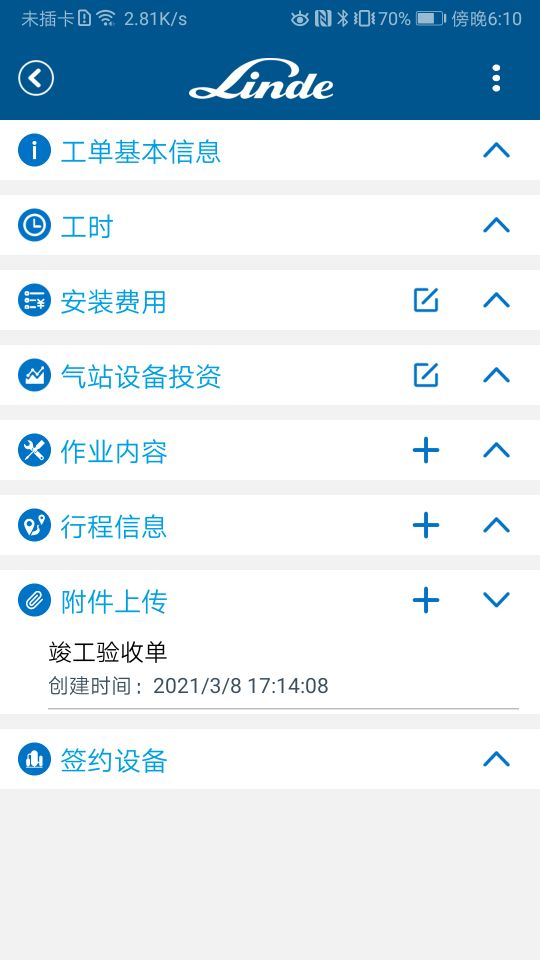 未插卡 2.81K/s 70% 傍晚6:10
Linde
工单基本信息
工时
安装费用
气站设备投资
作业内容
行程信息
附件上传
竣工验收单
创建时间：2021/3/8 17:14:08
签约设备